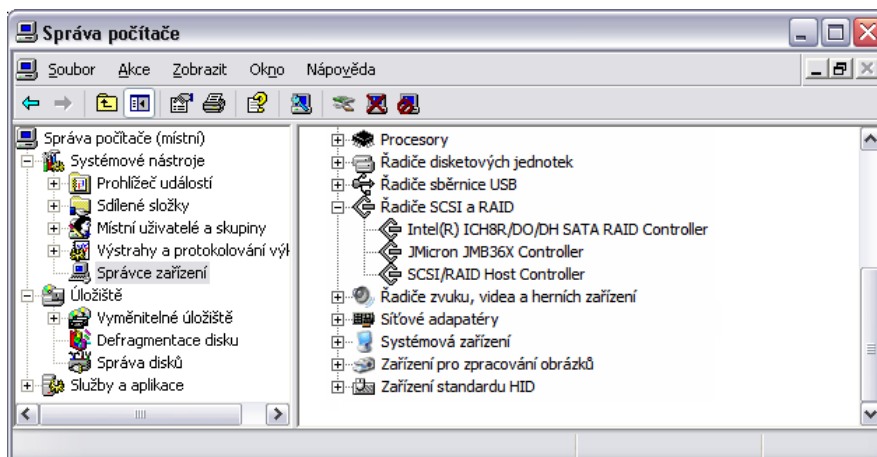 Správa počítače
Soubor Akce Zobrazit Okno Nápověda
Správa počítače (místní)
Systémové nástroje
Prohlížeč událostí
Sdílené složky
Místní uživatelé a skupiny
Výstrahy a protokolování výk
Správce zařízení
Úložiště
Vyměnitelné úložiště
Defragmentace disku
Správa disků
Služby a aplikace
Procesory
Řadiče disketových jednotek
Řadiče sběrnice USB
Řadiče SCSI a RAID
Intel(R) ICH8R/DO/DH SATA RAID Controller
JMicron JMB36X Controller
SCSI/RAID Host Controller
Řadiče zvuku, videa a herních zařízení
Síťové adapatéry
Systémová zařízení
Zařízení pro zpracování obrázků
Zařízení standardu HID